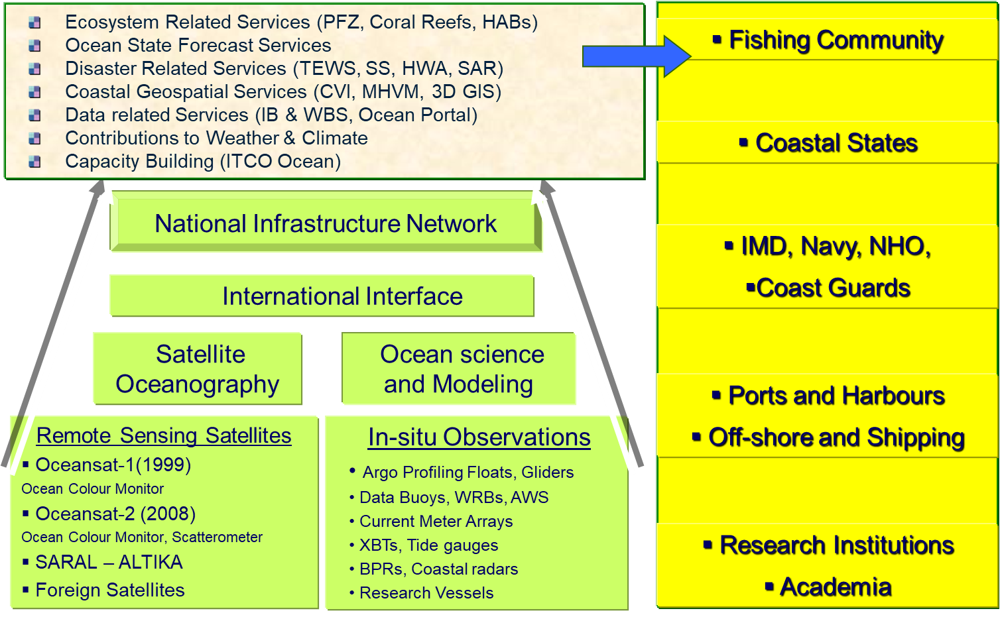 Ecosystem Related Services (PFZ, Coral Reefs, HABs)
Ocean State Forecast Services
Disaster Related Services (TEWS, SS, HWA, SAR)
Coastal Geospatial Services (CVI, MHVM, 3D GIS)
Data related Services (IB & WBS, Ocean Portal)
Contributions to Weather & Climate
Capacity Building (ITCO Ocean)
National Infrastructure Network
International Interface
Satellite
Oceanography
Ocean science
and Modeling
Remote Sensing Satellites
▪ Oceansat-1(1999)
Ocean Colour Monitor
▪ Oceansat-2 (2008)
Ocean Colour Monitor, Scatterometer
▪ SARAL – ALTIKA
▪ Foreign Satellites
In-situ Observations
• Argo Profiling Floats, Gliders
• Data Buoys, WRBs, AWS
• Current Meter Arrays
• XBTs, Tide gauges
• BPRs, Coastal radars
• Research Vessels
▪ Fishing Community
▪ Coastal States
▪ IMD, Navy, NHO,
▪Coast Guards
▪ Ports and Harbours
▪ Off-shore and Shipping
▪ Research Institutions
▪ Academia